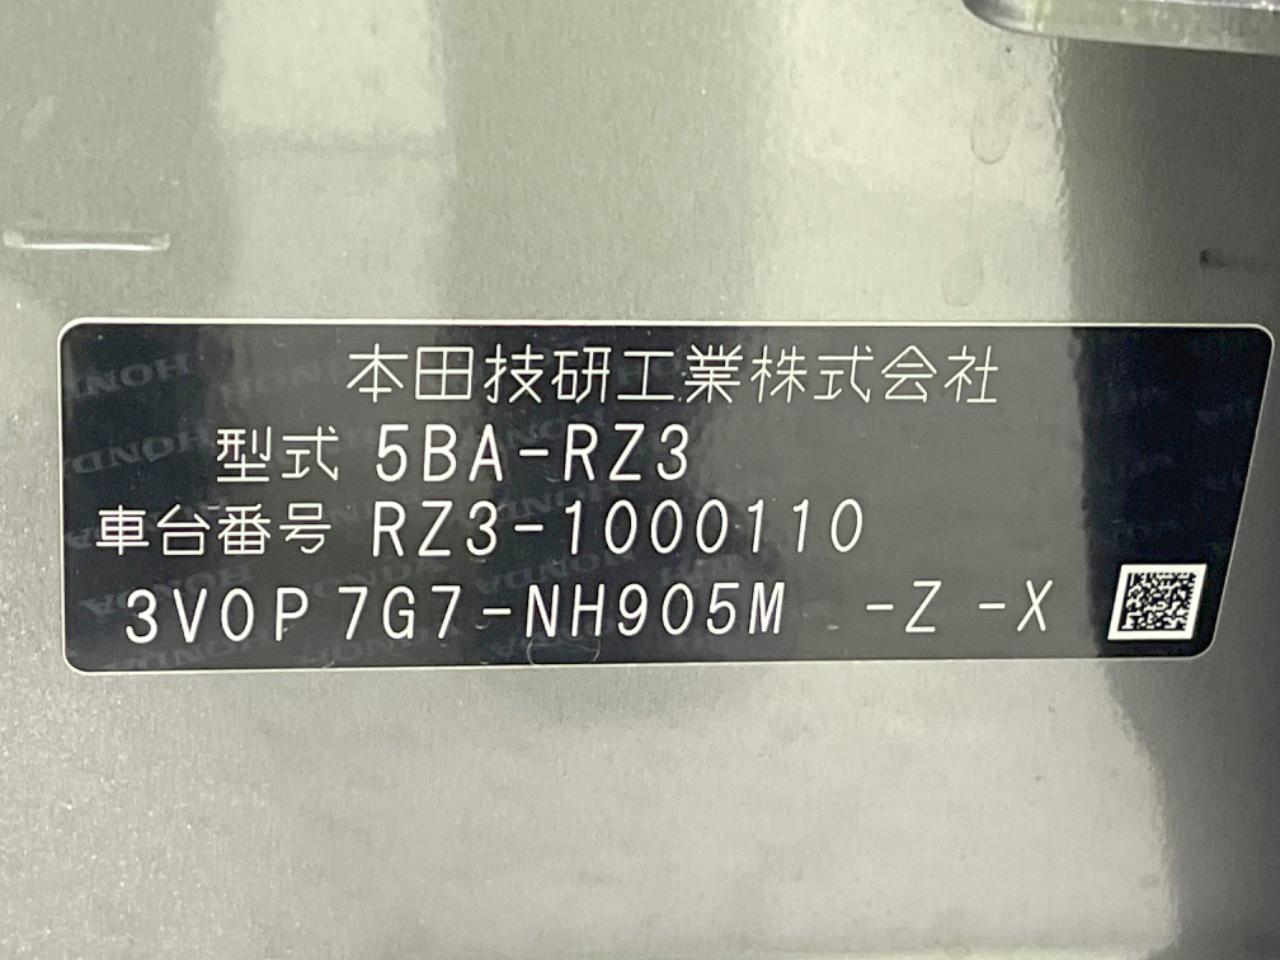 本田技研工業株式会社
型式 5BA-RZ3
車台番号 RZ3-1000110
3V0P 7G7-NH905M -Z -X